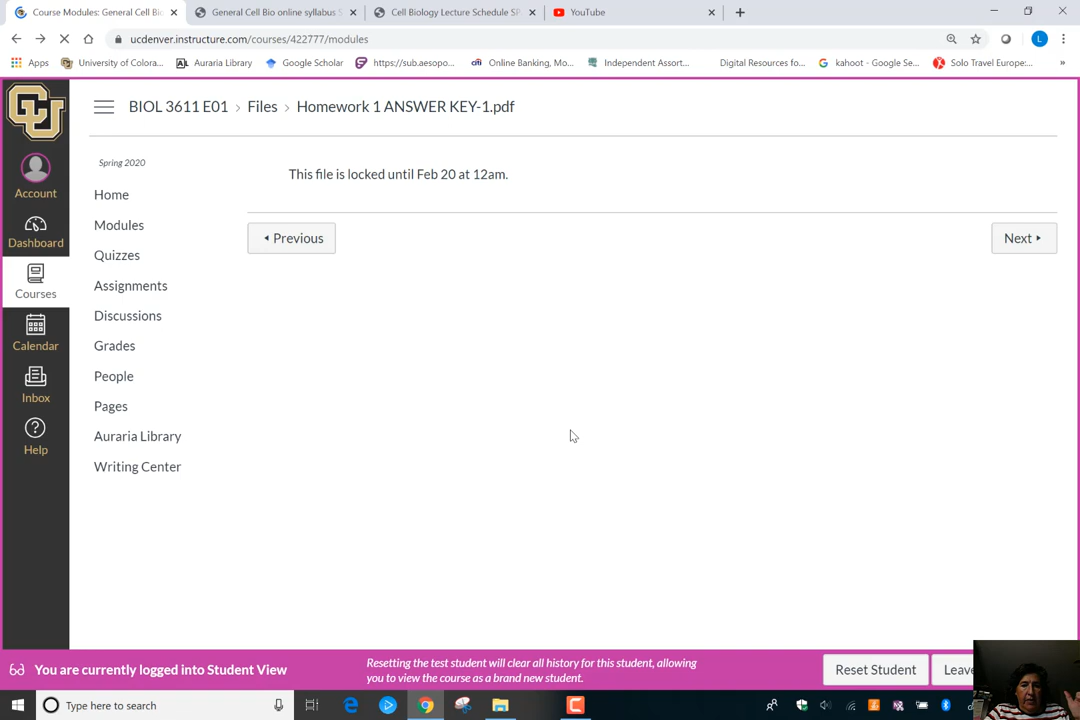 Course Modules: General Cell Bi
General Cell Bio online syllabus S
Cell Biology Lecture Schedule SP
YouTube
ucdenver.instructure.com/courses/422777/modules
L
Apps
University of Colora...
Auraria Library
Google Scholar
https://sub.aesopo...
Online Banking, Mo...
Independent Assort...
Digital Resources fo...
kahoot - Google Se...
Solo Travel Europe:...
»
CU
BIOL 3611 E01 › Files › Homework 1 ANSWER KEY-1.pdf
Account
Dashboard
Courses
Calendar
Inbox
Help
Spring 2020
Home
Modules
Quizzes
Assignments
Discussions
Grades
People
Pages
Auraria Library
Writing Center
This file is locked until Feb 20 at 12am.
Previous
Next
You are currently logged into Student View
Resetting the test student will clear all history for this student, allowing
you to view the course as a brand new student.
Reset Student
Leave
Type here to search